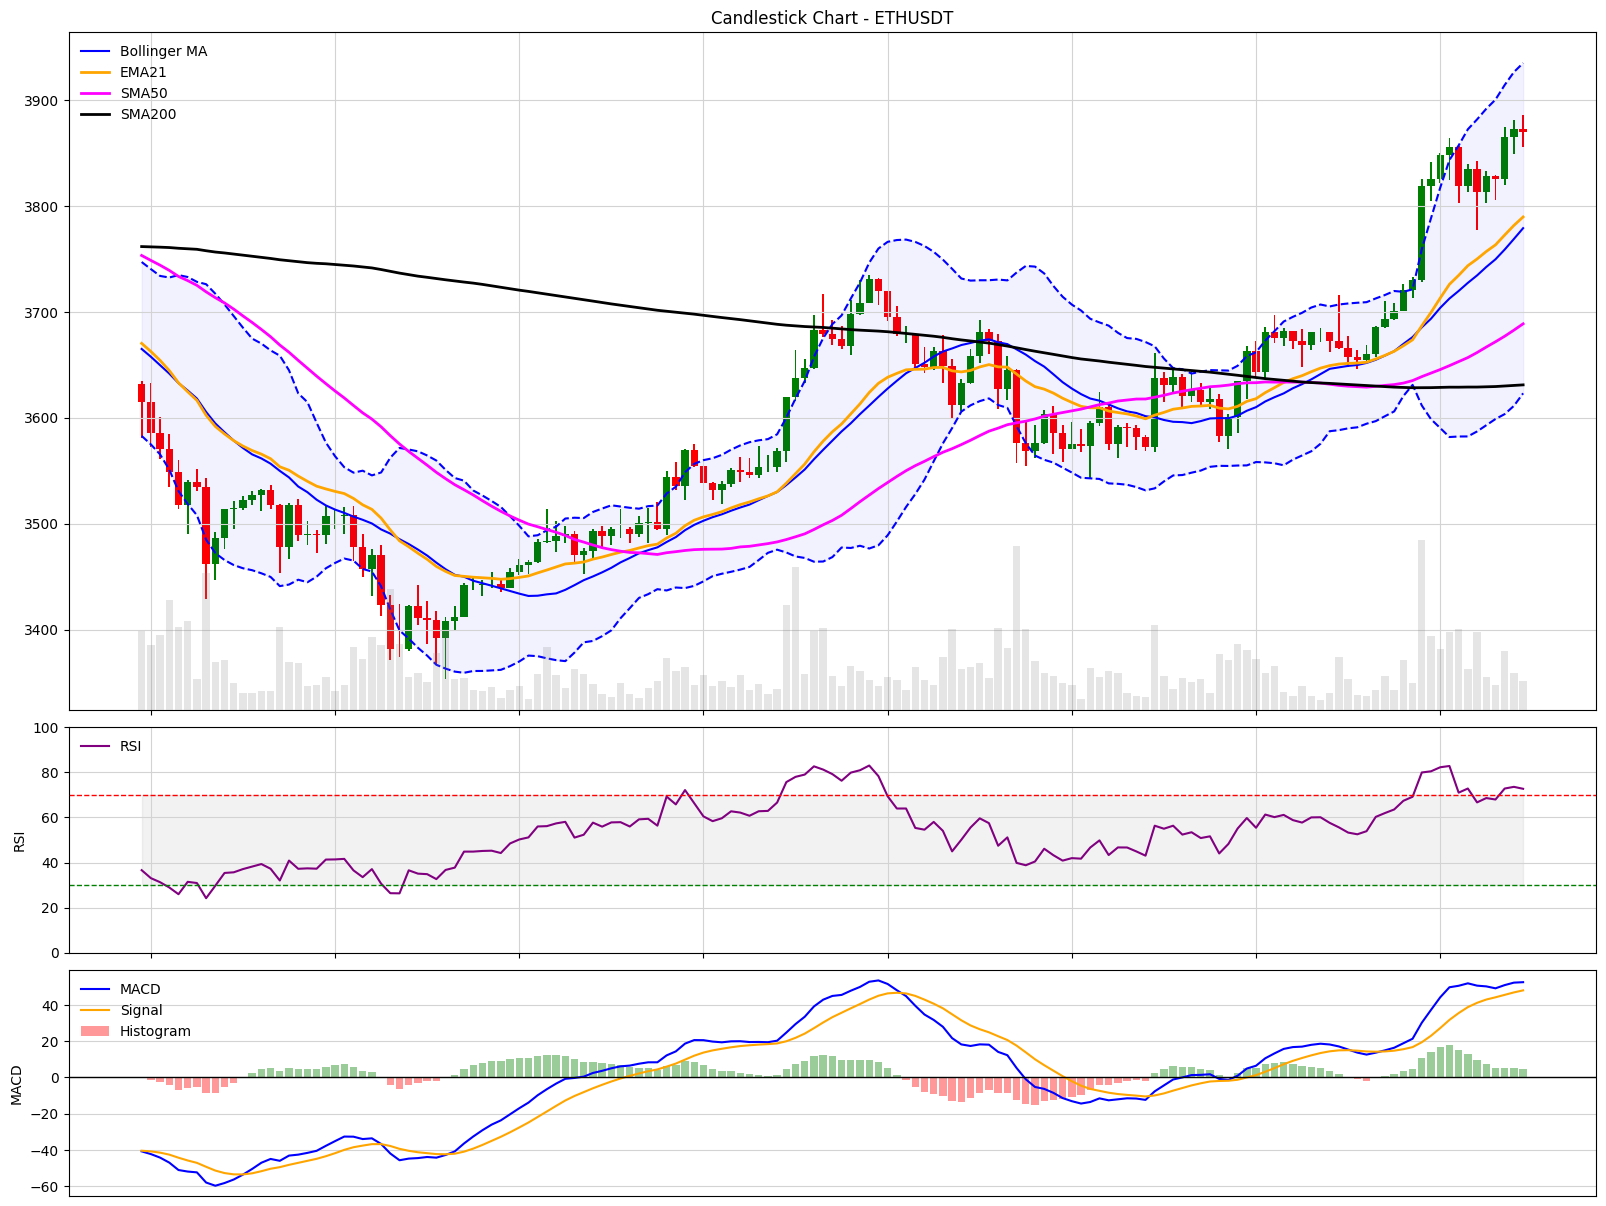 Candlestick Chart - ETHUSDT
Bollinger MA
EMA21
SMA50
SMA200
3900
3800
3700
3600
3500
3400
RSI
100
80
60
40
20
0
RSI
MACD
Signal
Histogram
40
20
0
−20
−40
−60
MACD